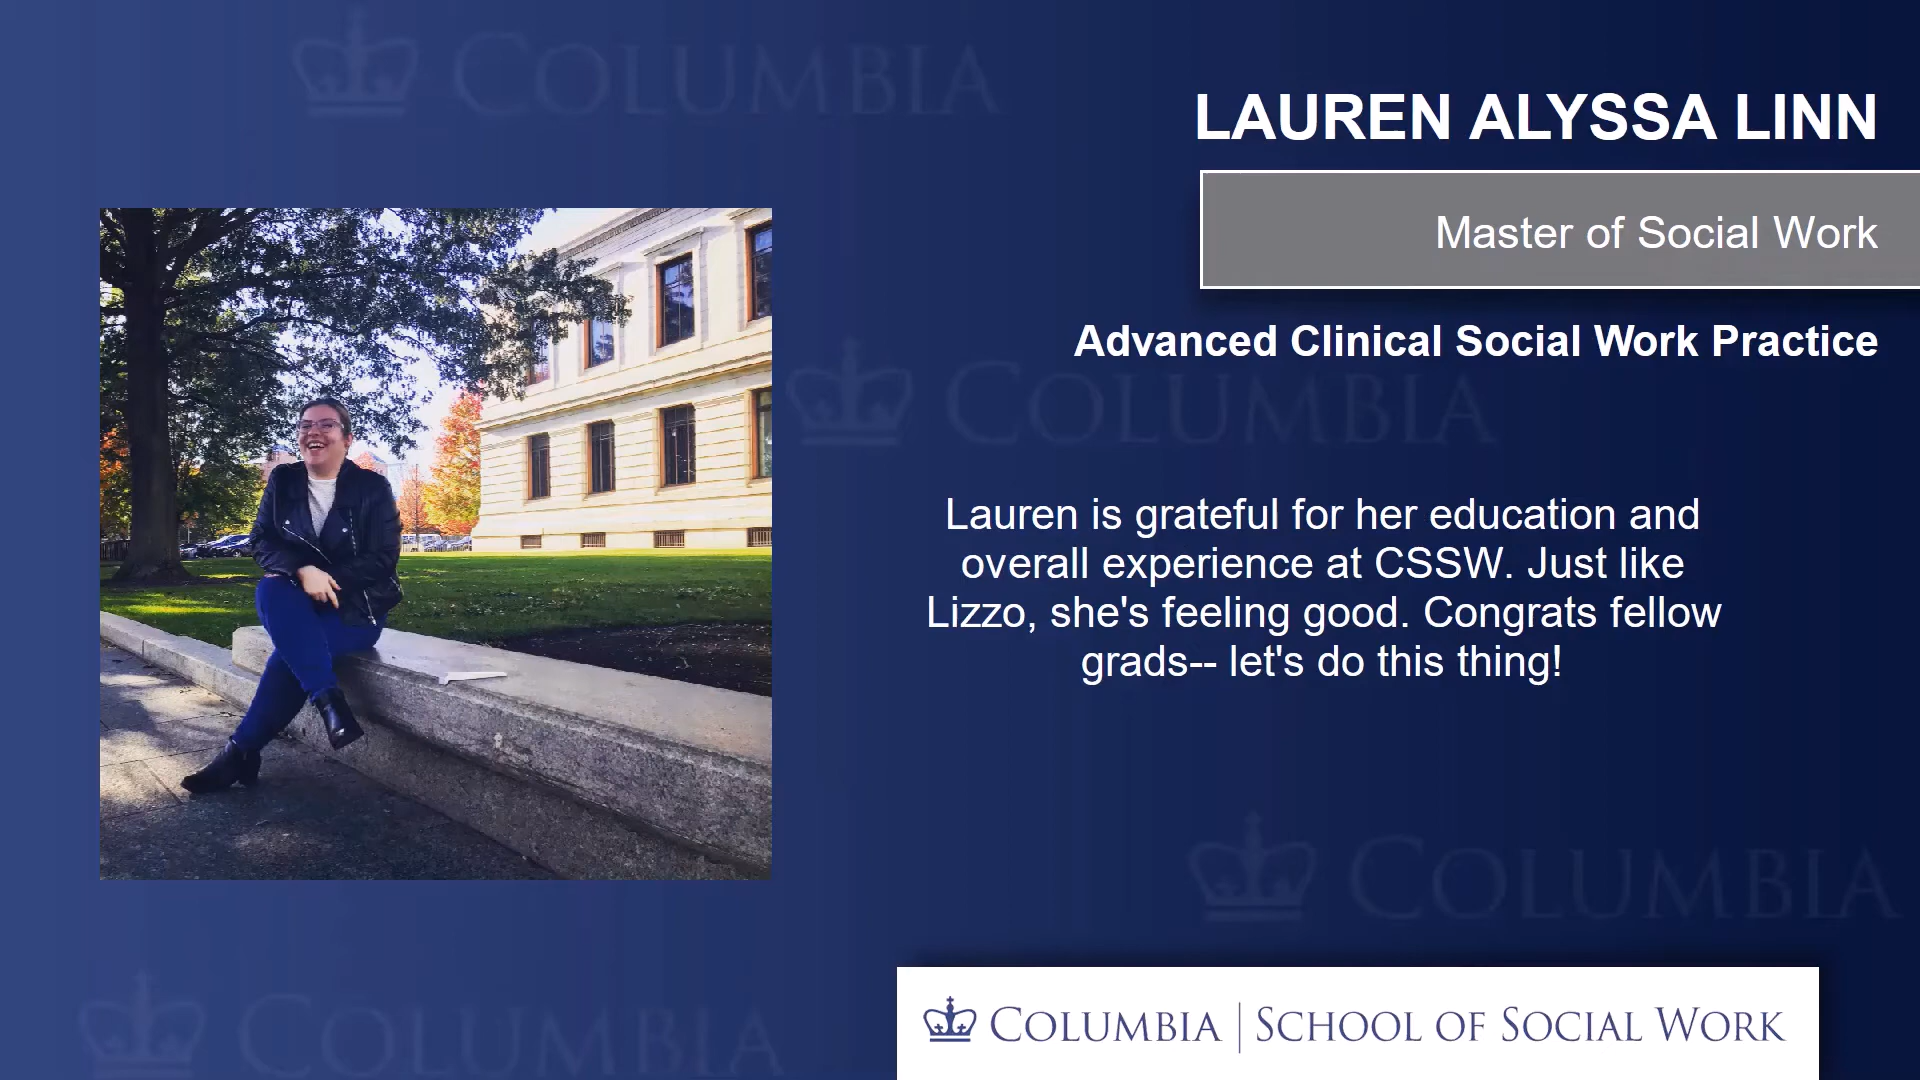 COLUMBIA
LAUREN ALYSSA LINN
Master of Social Work
Advanced Clinical Social Work Practice
COLUMBIA
Lauren is grateful for her education and
overall experience at CSSW. Just like
Lizzo, she's feeling good. Congrats fellow
grads-- let's do this thing!
COLUMBIA
COLUMBIA | SCHOOL OF SOCIAL WORK
COLUMBIA